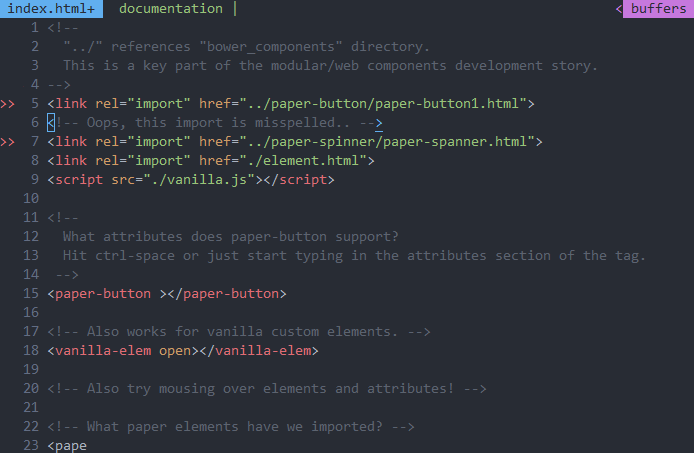 index.html+ documentation | < buffers
1 <!--
2 "../" references "bower_components" directory.
3 This is a key part of the modular/web components development story.
4 -->
>> 5 <link rel="import" href="../paper-button/paper-button1.html">
6 <!-- Oops, this import is misspelled.. -->
>> 7 <link rel="import" href="../paper-spinner/paper-spanner.html">
8 <link rel="import" href="./element.html">
9 <script src="./vanilla.js"></script>
10
11 <!--
12 What attributes does paper-button support?
13 Hit ctrl-space or just start typing in the attributes section of the tag.
14 -->
15 <paper-button ></paper-button>
16
17 <!-- Also works for vanilla custom elements. -->
18 <vanilla-elem open></vanilla-elem>
19
20 <!-- Also try mousing over elements and attributes! -->
21
22 <!-- What paper elements have we imported? -->
23 <pape